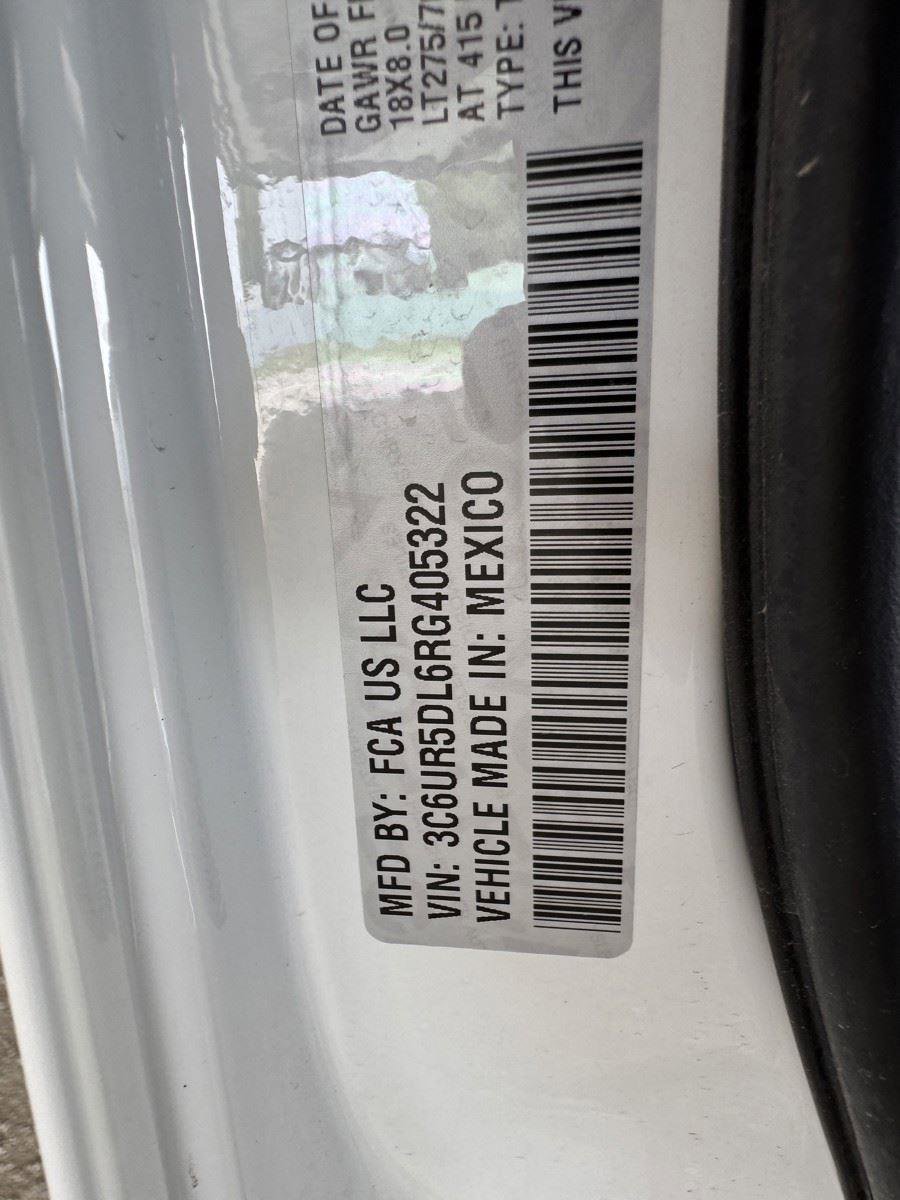 MFD BY: FCA US LLC
VIN: 3C6UR5DL6RG405322
VEHICLE MADE IN: MEXICO
DATE OF
GAWR
18X8.0
LT275/7
AT 415
TYPE:
THIS